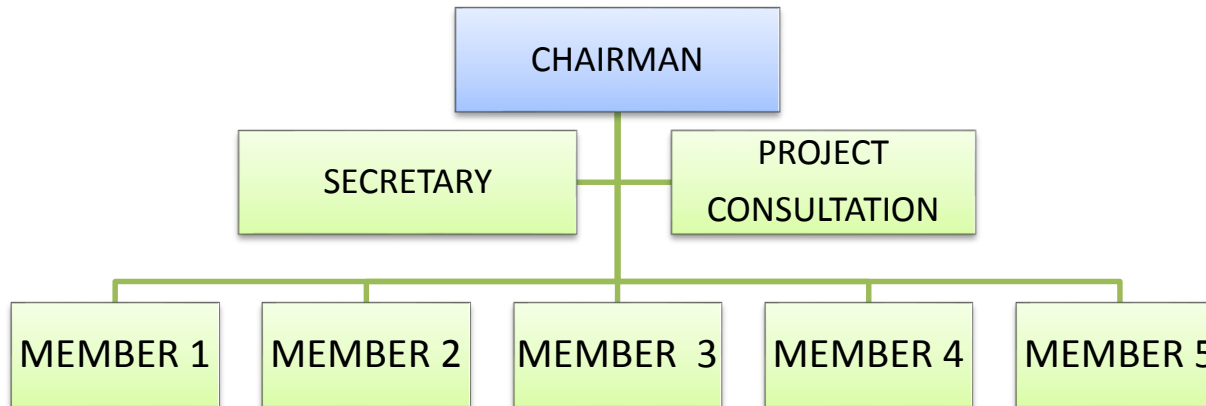 CHAIRMAN
SECRETARY
PROJECT
CONSULTATION
MEMBER 1
MEMBER 2
MEMBER  3
MEMBER 4
MEMBER 5